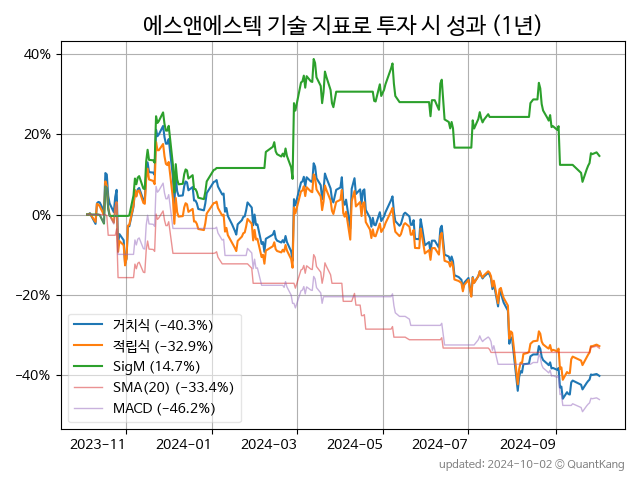 에스앤에스텍 기술 지표로 투자 시 성과 (1년)
40%
20%
0%
−20%
−40%
거치식 (−40.3%)
적립식 (−32.9%)
SigM (14.7%)
SMA(20) (−33.4%)
MACD (−46.2%)
2023-11 2024-01 2024-03 2024-05 2024-07 2024-09
updated: 2024-10-02 © QuantKang